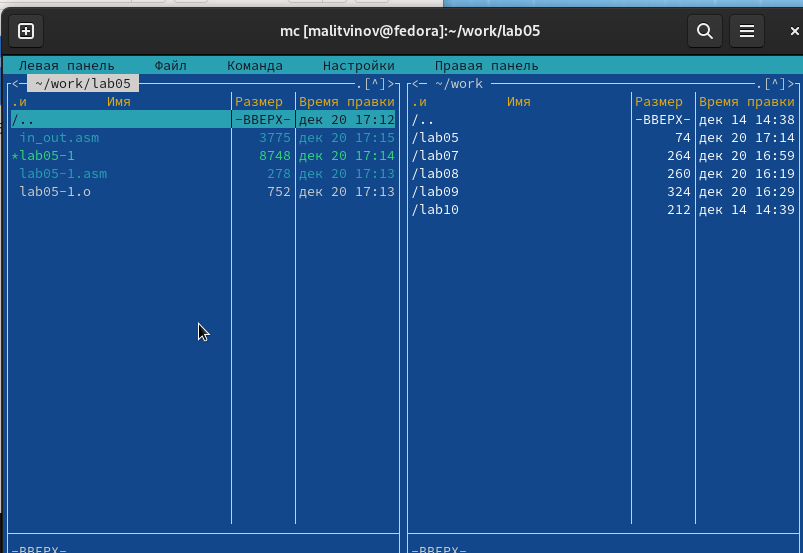 mc [malitvinov@fedora]:~/work/lab05
Левая панель Файл Команда Настройки Правая панель
<- ~/work/lab05 .[^]>
.и Имя Размер Время правки
/.. -ВВЕРХ- дек 20 17:12
in_out.asm 3775 дек 20 17:15
*lab05-1 8748 дек 20 17:14
lab05-1.asm 278 дек 20 17:13
lab05-1.o 752 дек 20 17:13
-ВВЕРХ-
<- ~/work .[^]>
.и Имя Размер Время правки
/.. -ВВЕРХ- дек 14 14:38
/lab05 74 дек 20 17:14
/lab07 264 дек 20 16:59
/lab08 260 дек 20 16:19
/lab09 324 дек 20 16:29
/lab10 212 дек 14 14:39
-ВВЕРХ-